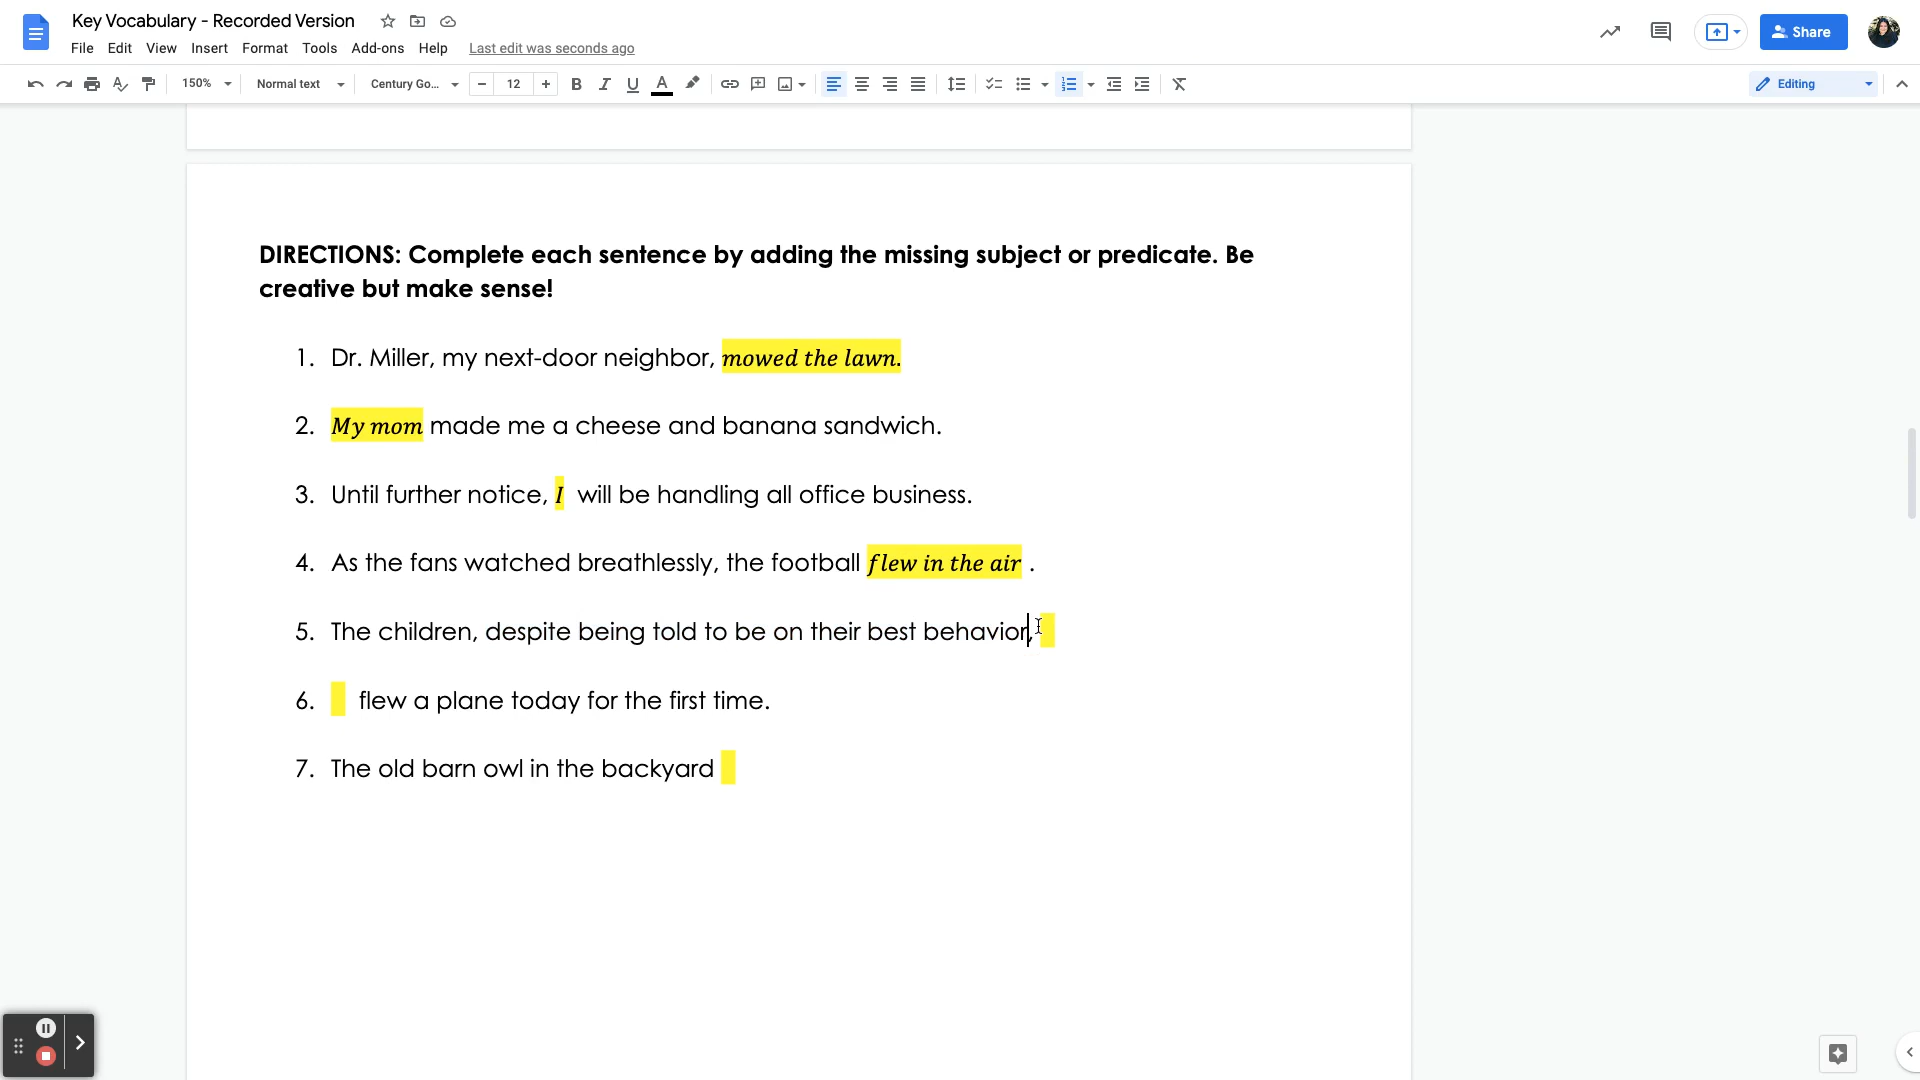 Key Vocabulary - Recorded Version
File Edit View Insert Format Tools Add-ons Help Last edit was seconds ago
Share
150% Normal text Century Go... 12 B I U A Editing
DIRECTIONS: Complete each sentence by adding the missing subject or predicate. Be
creative but make sense!
1. Dr. Miller, my next-door neighbor, mowed the lawn.
2. My mom made me a cheese and banana sandwich.
3. Until further notice, I will be handling all office business.
4. As the fans watched breathlessly, the football flew in the air .
5. The children, despite being told to be on their best behavior,
6. flew a plane today for the first time.
7. The old barn owl in the backyard